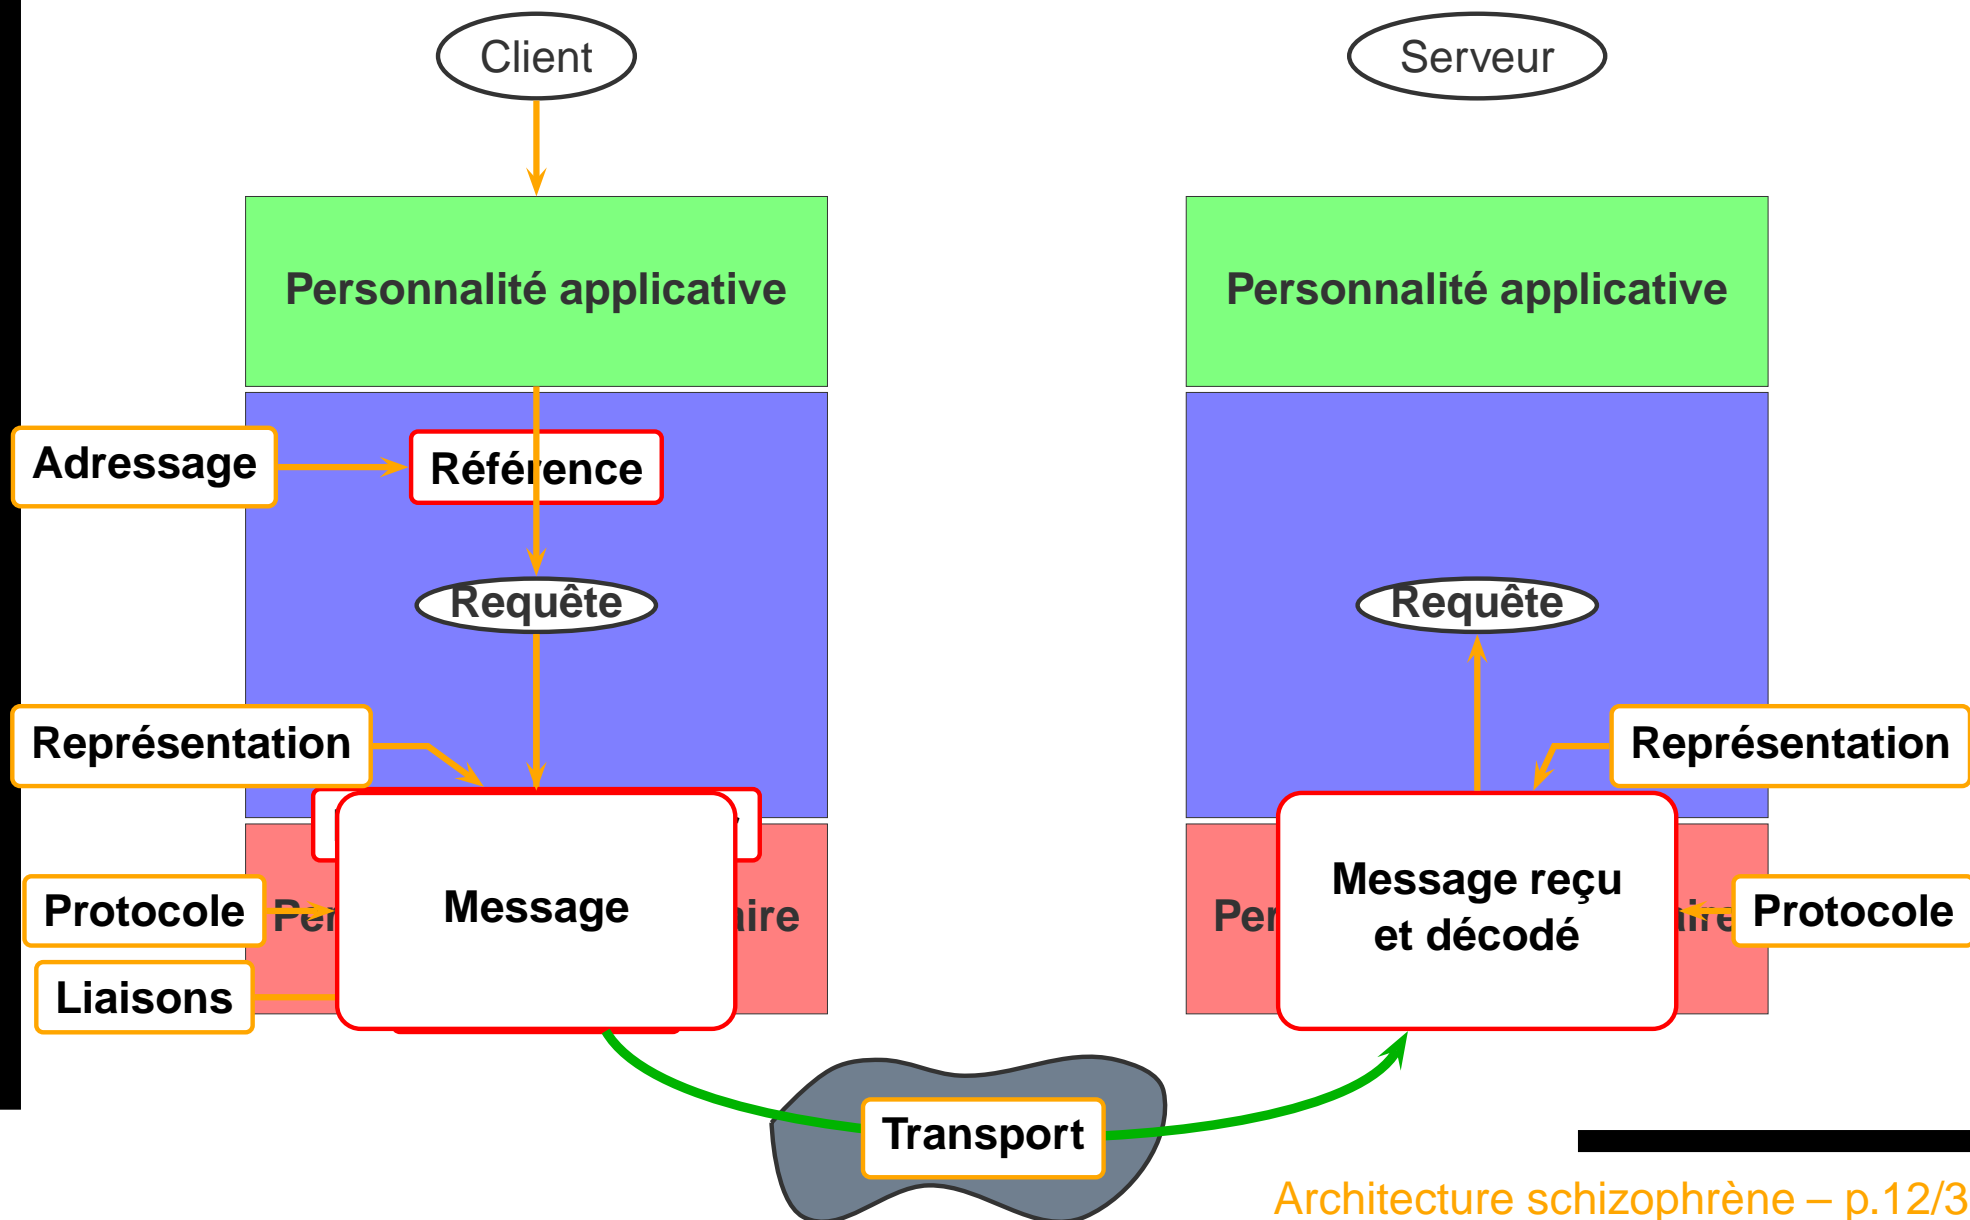 Client
Serveur
Personnalité applicative
Personnalité applicative
Adressage
Référence
Requête
Requête
Représentation
Représentation
Protocole
Message
Message reçu
et décodé
Protocole
Liaisons
Transport
Architecture schizophrène – p.12/3